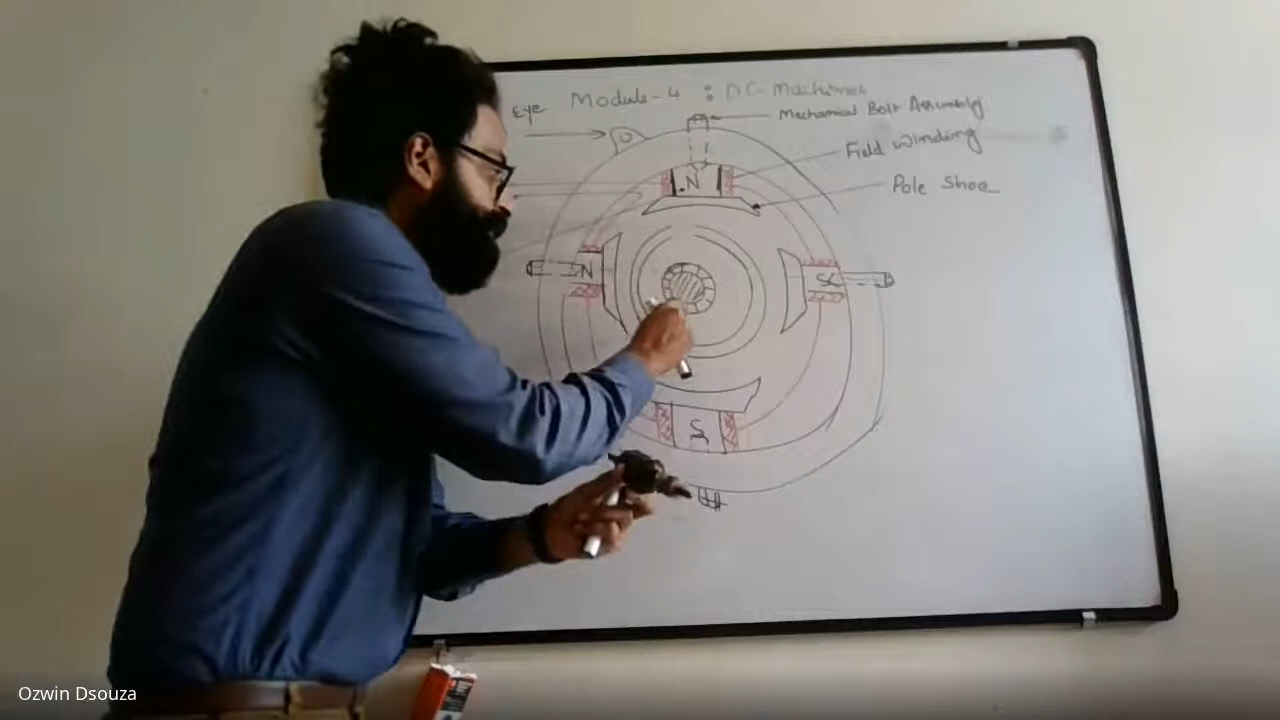 Module-4 : DC-Machines
Eye
Mechanical Bolt Assembly
Field Winding
Pole Shoe
N
N
S
S
Ozwin Dsouza